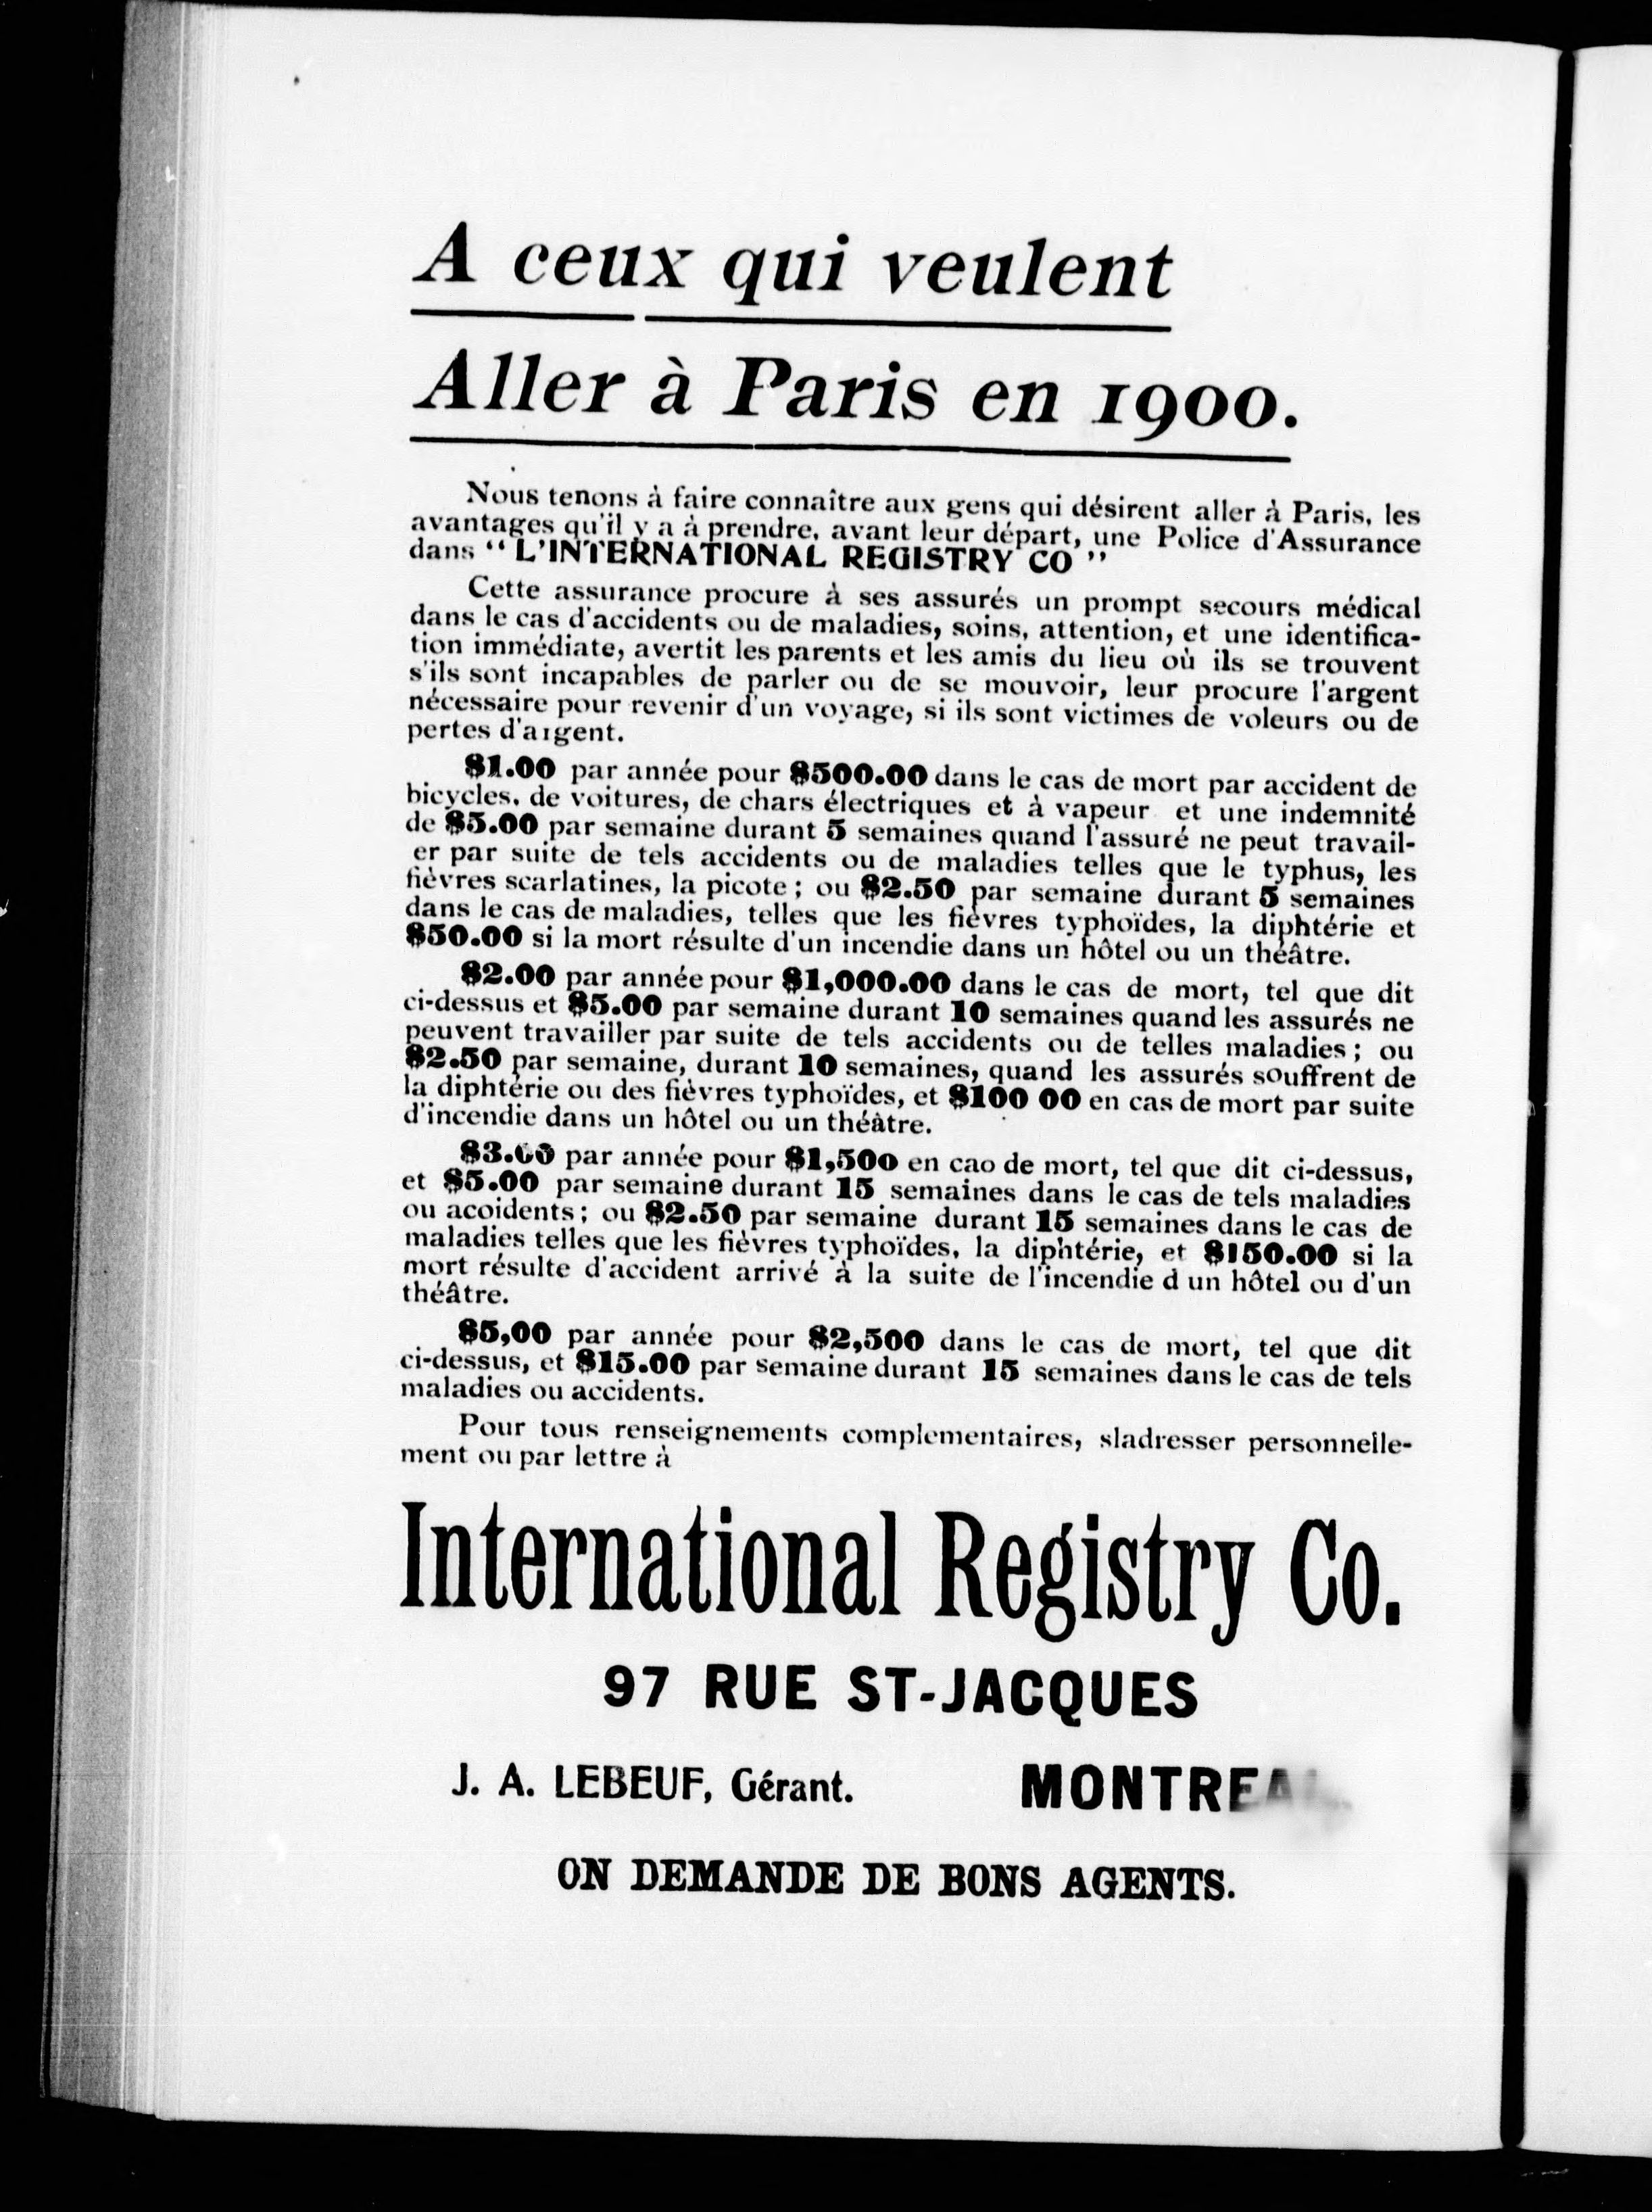 A ceux qui veulent
Aller à Paris en 1900.
Nous tenons à faire connaître aux gens qui désirent aller à Paris, les
avantages qu'il y a à prendre, avant leur départ, une Police d'Assurance
dans “ L'INTERNATIONAL REGISTRY CO ”
Cette assurance procure à ses assurés un prompt secours médical
dans le cas d'accidents ou de maladies, soins, attention, et une identifica-
tion immédiate, avertit les parents et les amis du lieu où ils se trouvent
s'ils sont incapables de parler ou de se mouvoir, leur procure l'argent
nécessaire pour revenir d'un voyage, si ils sont victimes de voleurs ou de
pertes d'argent.
$1.00 par année pour $500.00 dans le cas de mort par accident de
bicycles, de voitures, de chars électriques et à vapeur et une indemnité
de $5.00 par semaine durant 5 semaines quand l'assuré ne peut travail-
er par suite de tels accidents ou de maladies telles que le typhus, les
fièvres scarlatines, la picote ; ou $2.50 par semaine durant 5 semaines
dans le cas de maladies, telles que les fièvres typhoïdes, la diphtérie et
$50.00 si la mort résulte d'un incendie dans un hôtel ou un théâtre.
$2.00 par année pour $1,000.00 dans le cas de mort, tel que dit
ci-dessus et $5.00 par semaine durant 10 semaines quand les assurés ne
peuvent travailler par suite de tels accidents ou de telles maladies ; ou
$2.50 par semaine, durant 10 semaines, quand les assurés souffrent de
la diphtérie ou des fièvres typhoïdes, et $100 00 en cas de mort par suite
d'incendie dans un hôtel ou un théâtre.
$3.00 par année pour $1,500 en cao de mort, tel que dit ci-dessus,
et $5.00 par semaine durant 15 semaines dans le cas de tels maladies
ou acoidents ; ou $2.50 par semaine durant 15 semaines dans le cas de
maladies telles que les fièvres typhoïdes, la diphtérie, et $150.00 si la
mort résulte d'accident arrivé à la suite de l'incendie d un hôtel ou d'un
théâtre.
$5,00 par année pour $2,500 dans le cas de mort, tel que dit
ci-dessus, et $15.00 par semaine durant 15 semaines dans le cas de tels
maladies ou accidents.
Pour tous renseignements complementaires, sladresser personnelle-
ment ou par lettre à
International Registry Co.
97 RUE ST-JACQUES
J. A. LEBEUF, Gérant. MONTREAL.
ON DEMANDE DE BONS AGENTS.